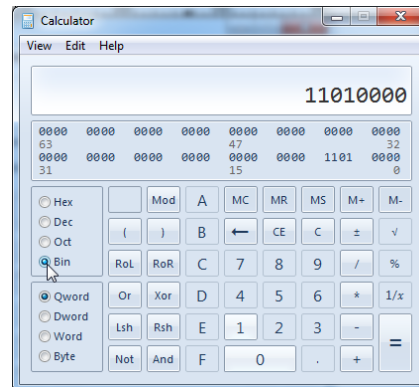 Calculator
View Edit Help
11010000
0000 0000 0000 0000 0000 0000 0000 0000
63 47 32
0000 0000 0000 0000 0000 0000 1101 0000
31 15 0
Hex Mod A MC MR MS M+ M-
Dec ( ) B ← CE C ± √
Oct
Bin RoL RoR C 7 8 9 / %
Qword Or Xor D 4 5 6 * 1/x
Dword
Word Lsh Rsh E 1 2 3 - =
Byte Not And F 0 . +